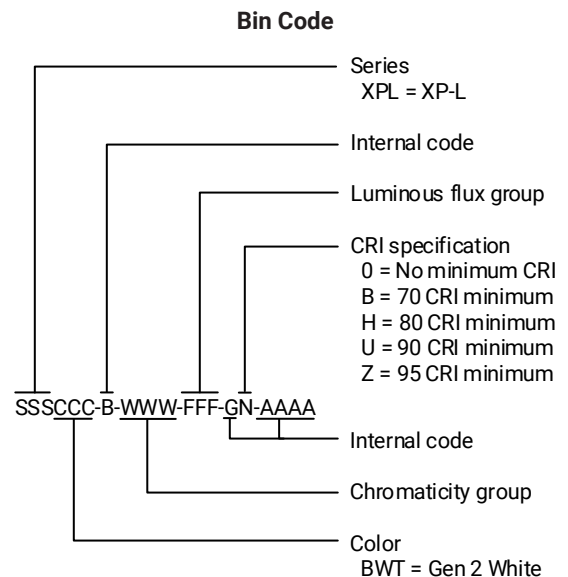 Bin Code
Series
XPL = XP-L
Internal code
Luminous flux group
CRI specification
0 = No minimum CRI
B = 70 CRI minimum
H = 80 CRI minimum
U = 90 CRI minimum
Z = 95 CRI minimum
SSSCCC-B-WWW-FFF-GN-AAAA
Internal code
Chromaticity group
Color
BWT = Gen 2 White